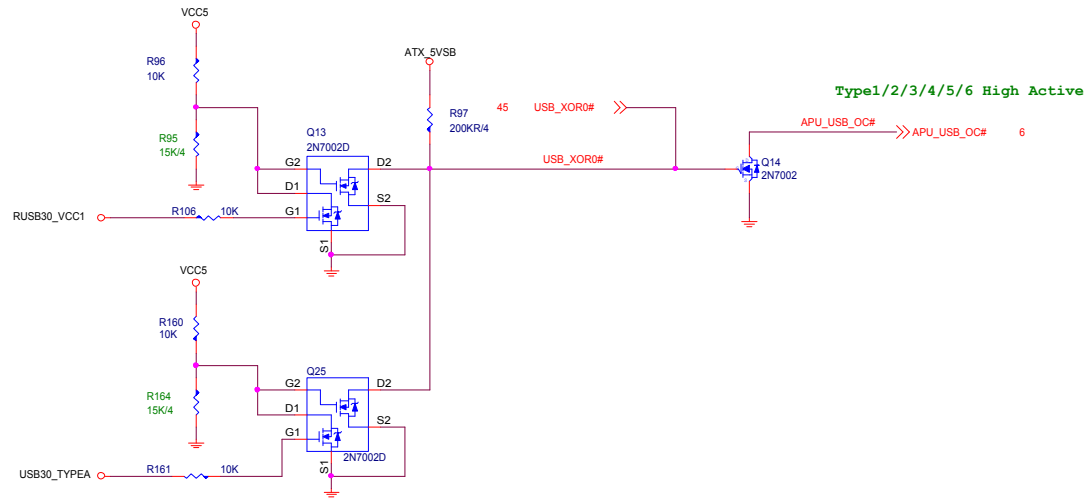 VCC5
R96
10K
R95
15K/4
Q13
2N7002D
G2
D1
G1
D2
S2
S1
RUSB30_VCC1
R106
10K
ATX_5VSB
R97
200KR/4
45
USB_XOR0#
USB_XOR0#
Type1/2/3/4/5/6 High Active
APU_USB_OC#
APU_USB_OC#
6
Q14
2N7002
VCC5
R160
10K
R164
15K/4
Q25
G2
D1
G1
D2
S2
S1
2N7002D
USB30_TYPEA
R161
10K